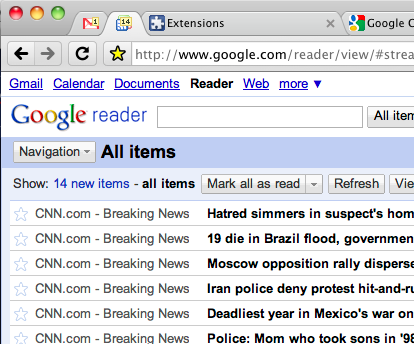 1 Extensions Google C
http://www.google.com/reader/view/#strea
Gmail Calendar Documents Reader Web more ▼
Google reader All item
Navigation All items
Show: 14 new items - all items Mark all as read Refresh Vie
CNN.com - Breaking News Hatred simmers in suspect's hom
CNN.com - Breaking News 19 die in Brazil flood, governmen
CNN.com - Breaking News Moscow opposition rally disperse
CNN.com - Breaking News Iran police deny protest hit-and-ru
CNN.com - Breaking News Deadliest year in Mexico's war on
CNN.com - Breaking News Police: Mom who took sons in '98